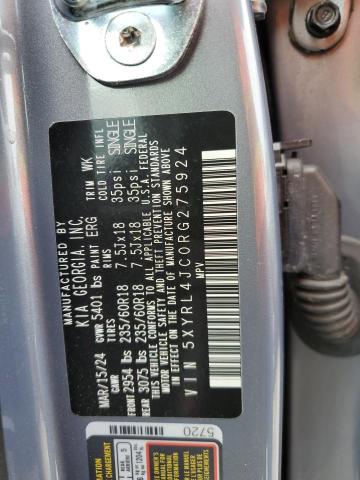 MANUFACTURED BY
KIA GEORGIA, INC.
MAR/15/24 GVWR 5401 lbs PAINT ERG TRIM WK
GAWR TIRES RIMS COLD TIRE INFL
FRONT 2954 lbs 235/60R18 7.5Jx18 35psi SINGLE
REAR 3075 lbs 235/60R18 7.5Jx18 35psi SINGLE
THIS VEHICLE CONFORMS TO ALL APPLICABLE U.S.A. FEDERAL
MOTOR VEHICLE SAFETY AND THEFT PREVENTION STANDARDS
IN EFFECT ON THE DATE OF MANUFACTURE SHOWN ABOVE.
VIN 5XYRL4JC0RG275924
MPV
5720